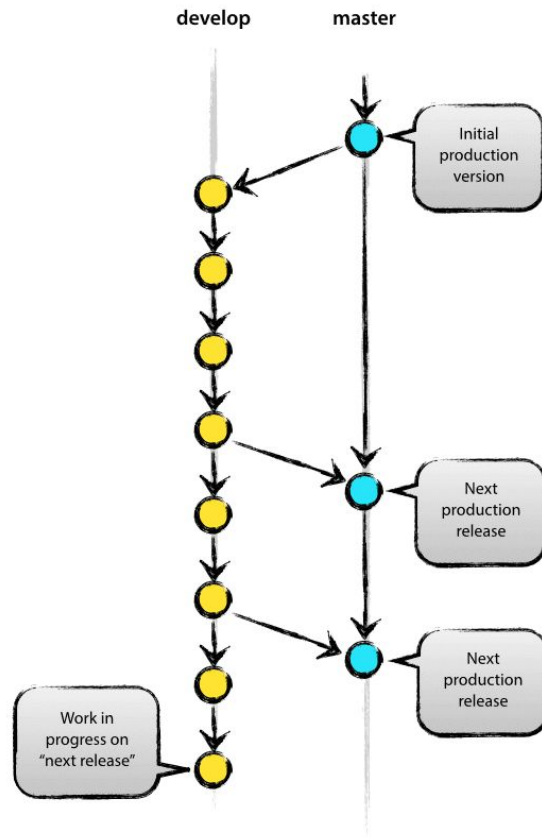 develop
master
Initial
production
version
Next
production
release
Next
production
release
Work in
progress on
“next release”